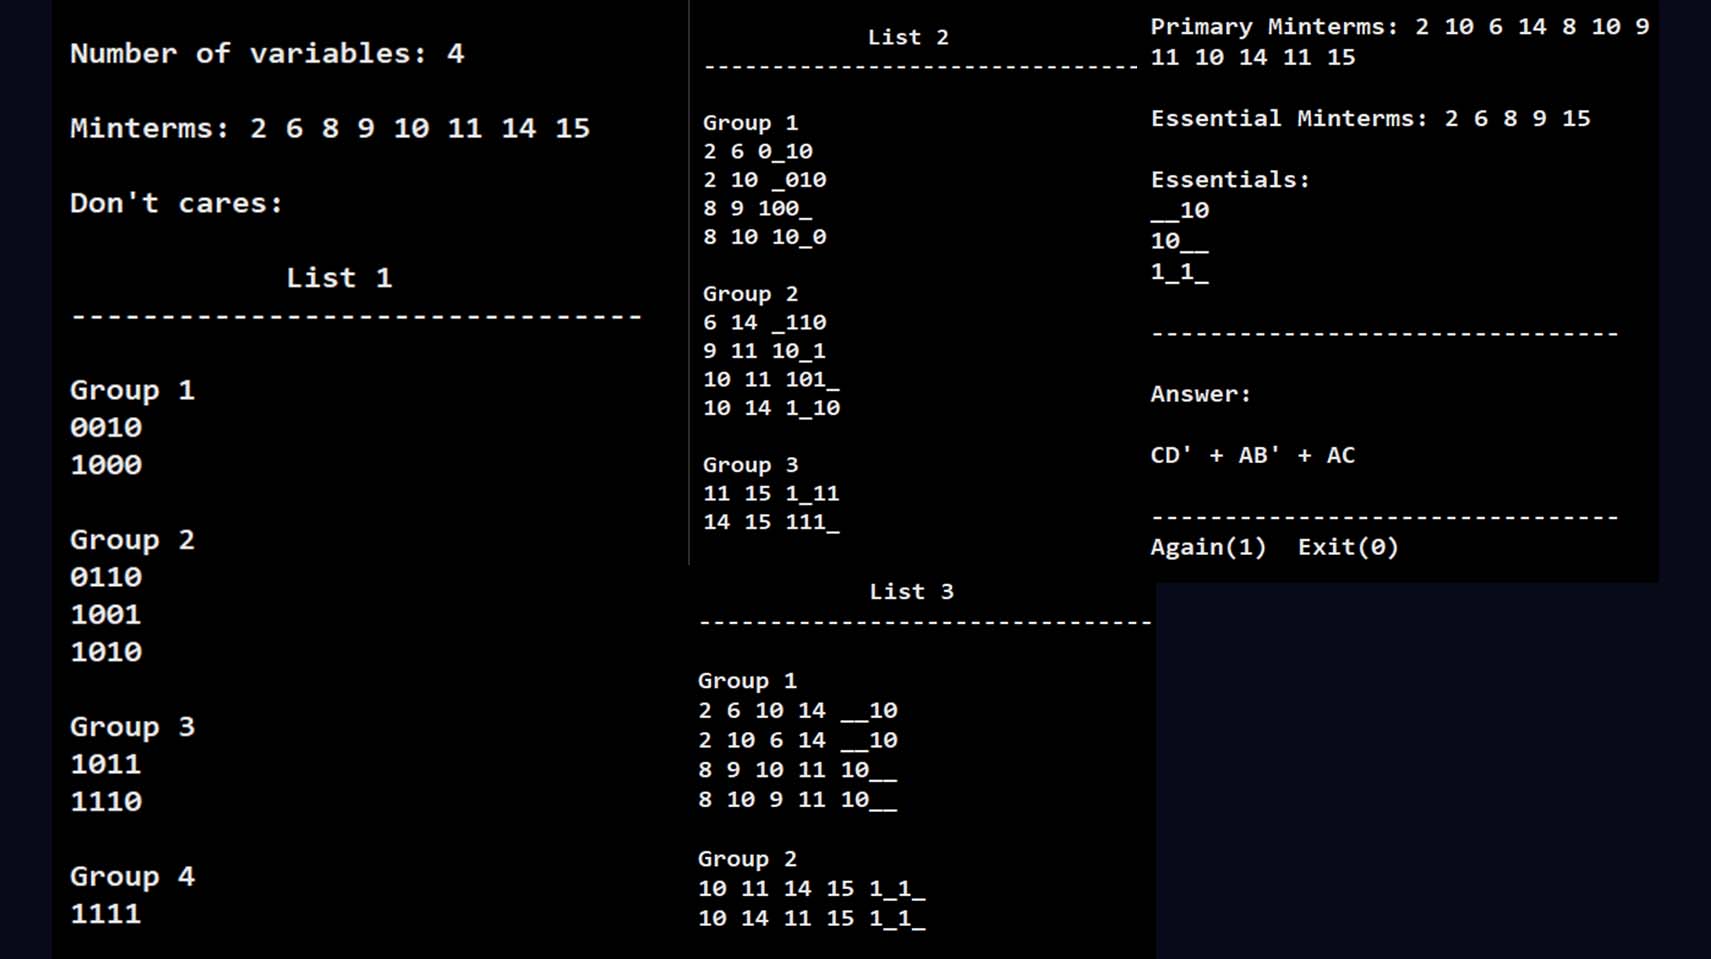 Number of variables: 4
Minterms: 2 6 8 9 10 11 14 15
Don't cares:
List 1
--------------------------------
Group 1
0010
1000
Group 2
0110
1001
1010
Group 3
1011
1110
Group 4
1111
List 2
--------------------------------
Group 1
2 6 0_10
2 10 _010
8 9 100_
8 10 10_0
Group 2
6 14 _110
9 11 10_1
10 11 101_
10 14 1_10
Group 3
11 15 1_11
14 15 111_
List 3
--------------------------------
Group 1
2 6 10 14 __10
2 10 6 14 __10
8 9 10 11 10__
8 10 9 11 10__
Group 2
10 11 14 15 1_1_
10 14 11 15 1_1_
Primary Minterms: 2 10 6 14 8 10 9
11 10 14 11 15
Essential Minterms: 2 6 8 9 15
Essentials:
__10
10__
1_1_
--------------------------------
Answer:
CD' + AB' + AC
--------------------------------
Again(1)  Exit(0)